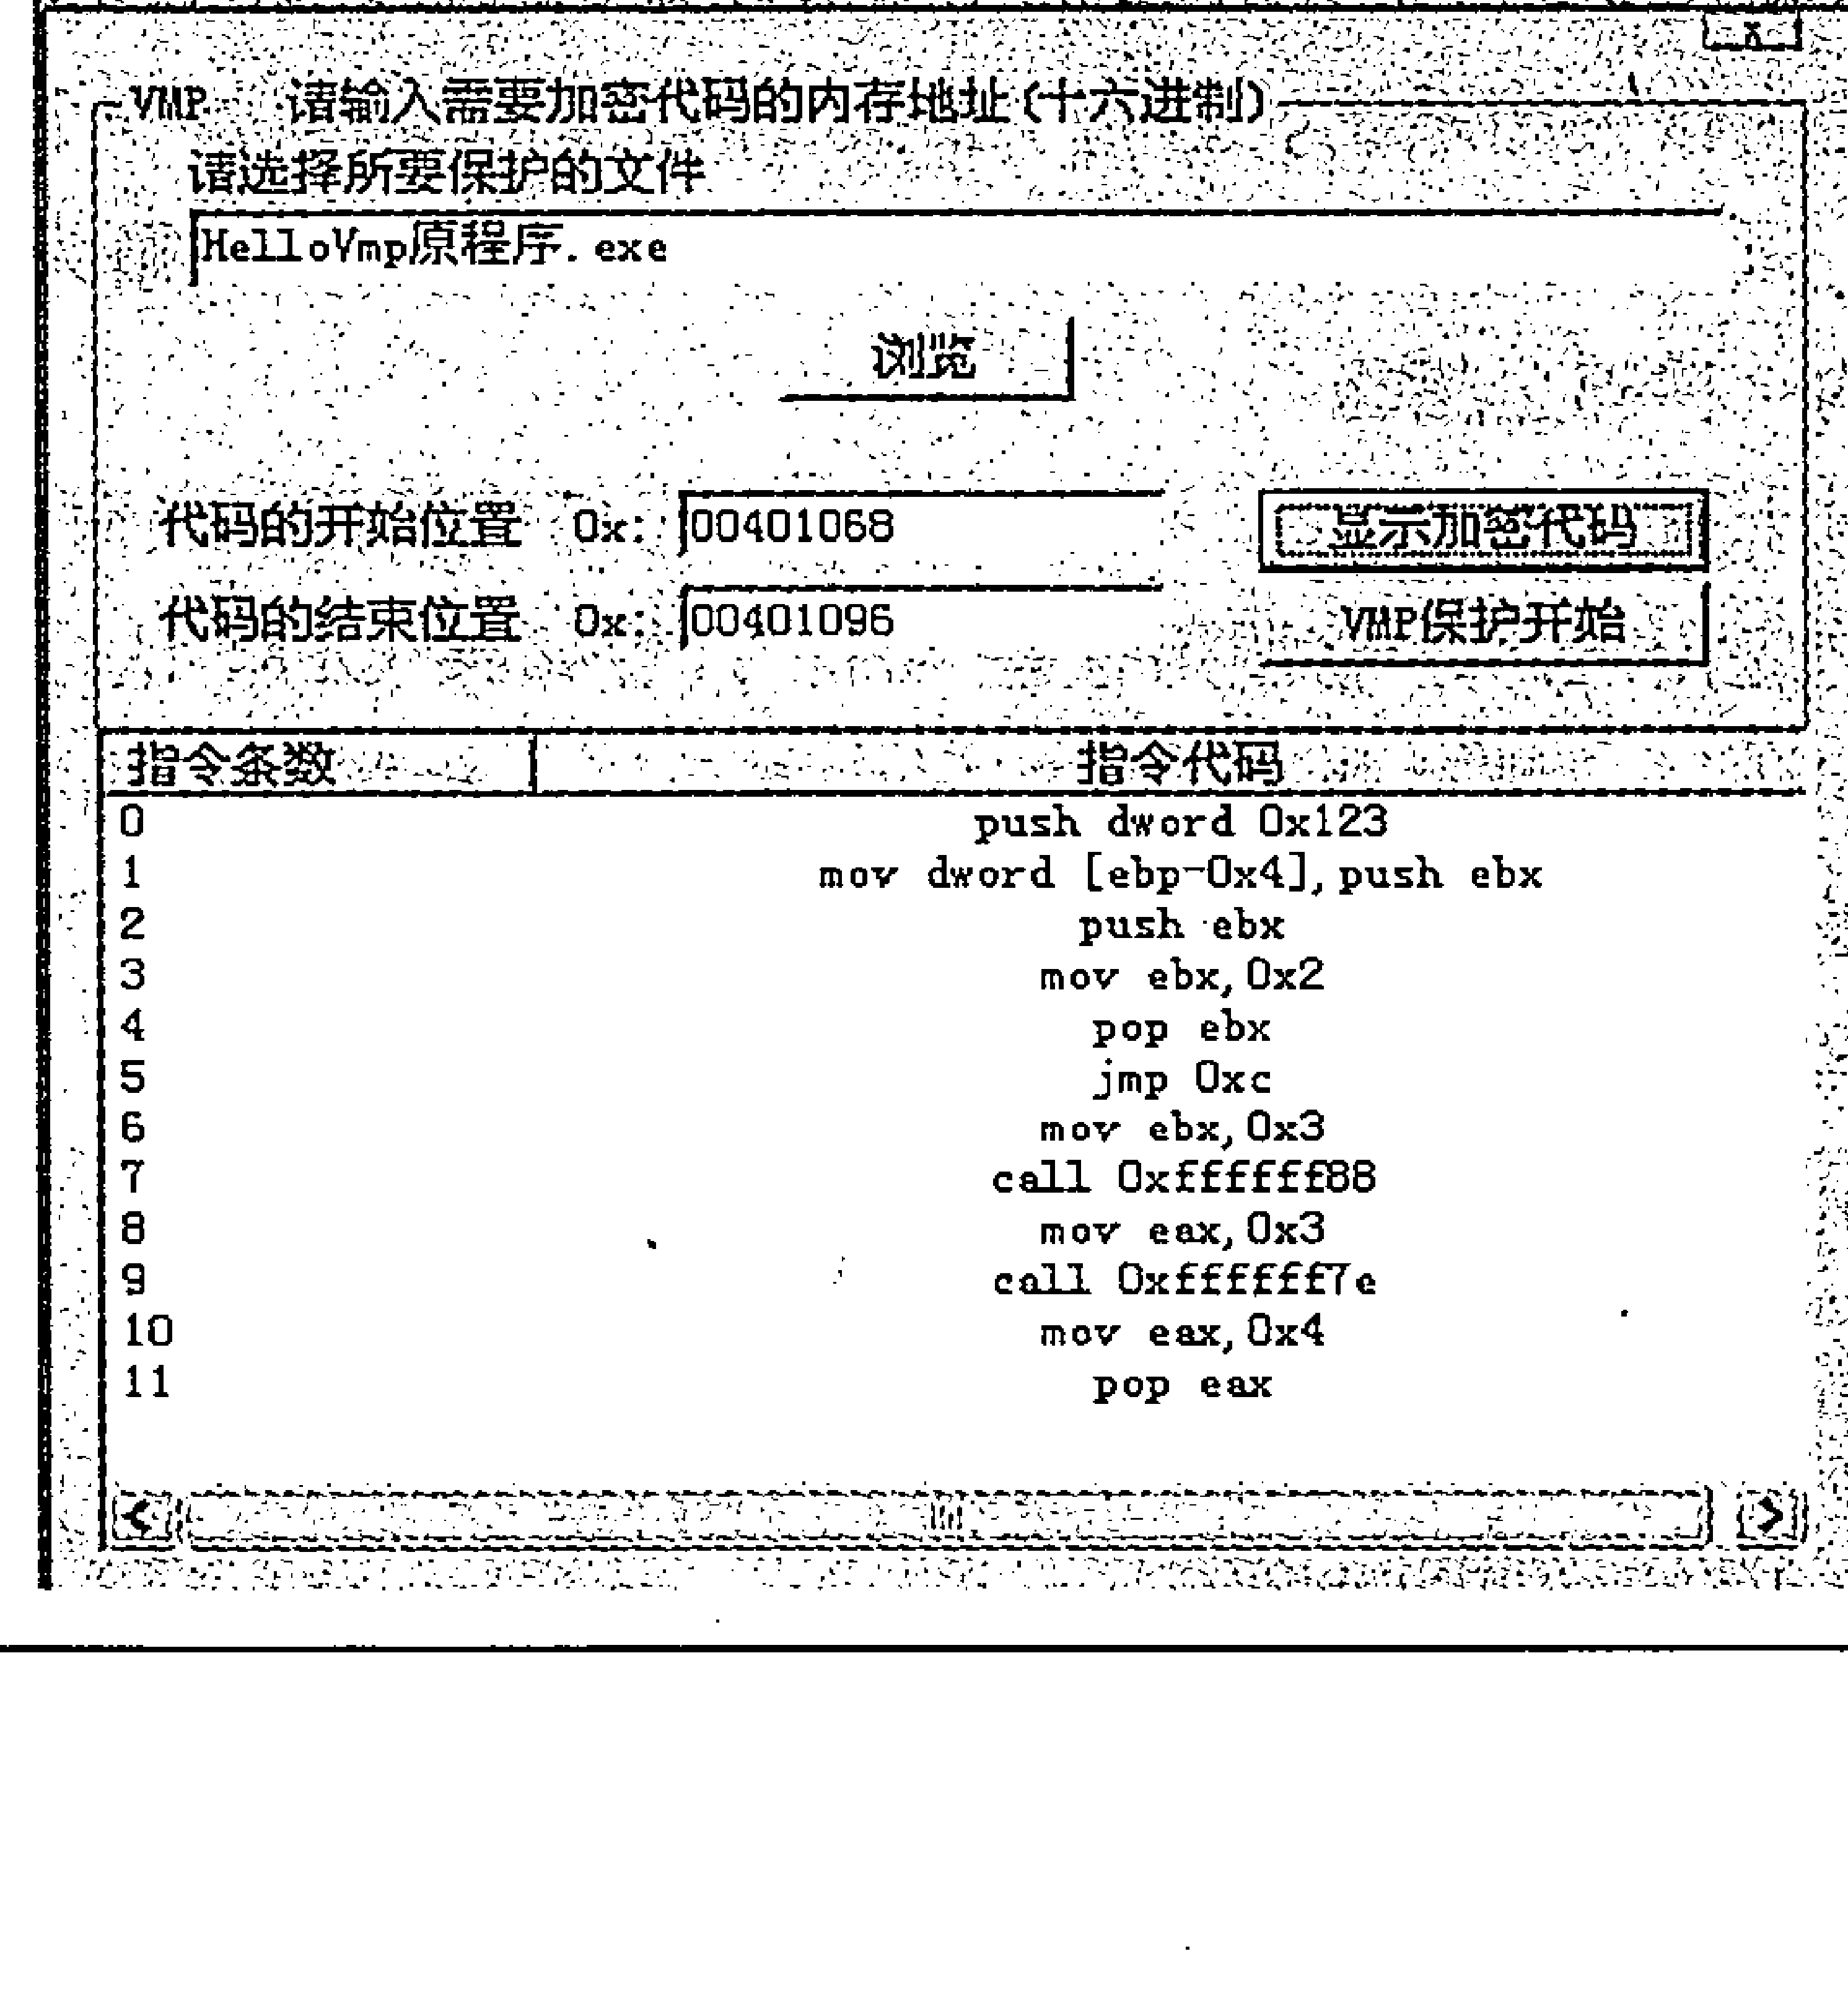 x
VMP 请输入需要加密代码的内存地址(十六进制)
请选择所要保护的文件
HelloVmp原程序.exe
浏览
代码的开始位置 0x: 00401068 显示加密代码
代码的结束位置 0x: 00401096 VMP保护开始
指令条数 指令代码
0 push dword 0x123
1 mov dword [ebp-0x4],push ebx
2 push ebx
3 mov ebx,0x2
4 pop ebx
5 jmp 0xc
6 mov ebx,0x3
7 call 0xffffff88
8 mov eax,0x3
9 call 0xffffff7e
10 mov eax,0x4
11 pop eax